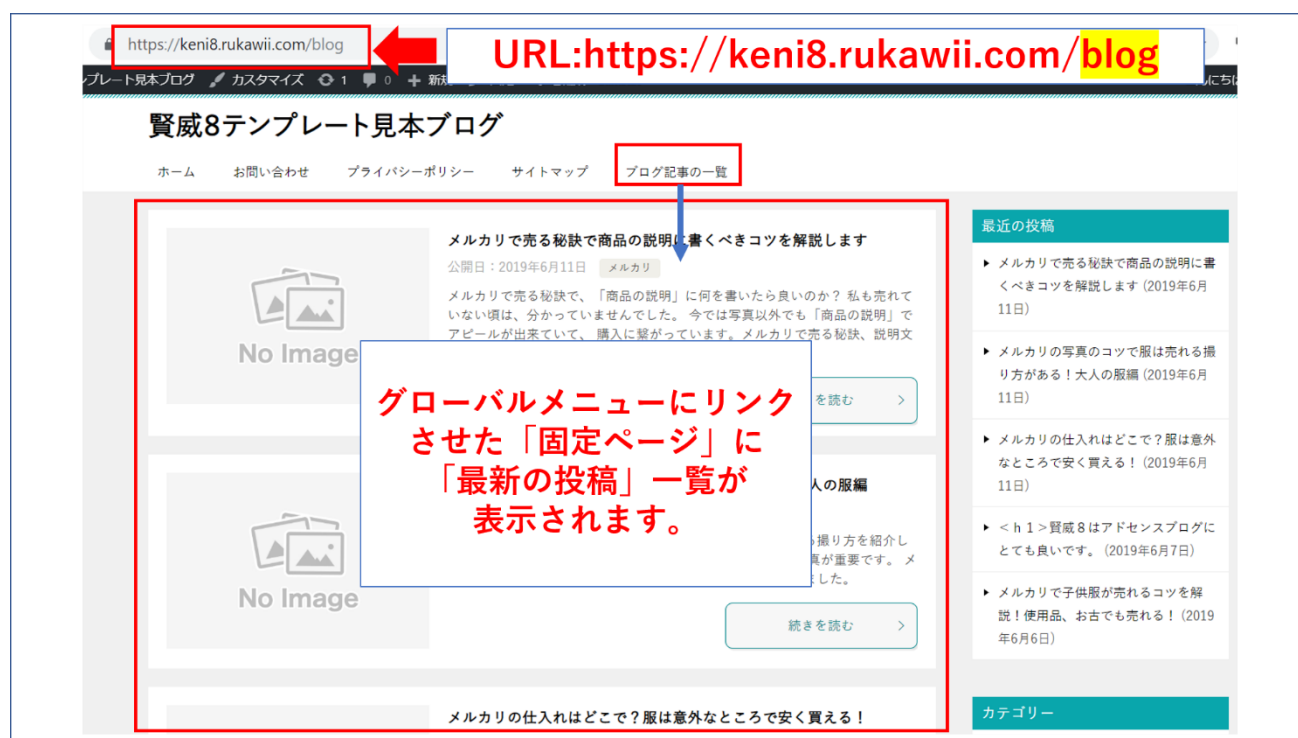 https://keni8.rukawii.com/blog
URL:https://keni8.rukawii.com/blog
プレート見本ブログ カスタマイズ 1 0
賢威8テンプレート見本ブログ
ホーム お問い合わせ プライバシーポリシー サイトマップ ブログ記事の一覧
メルカリで売る秘訣で商品の説明に書くべきコツを解説します
公開日：2019年6月11日 メルカリ
メルカリで売る秘訣で、「商品の説明」に何を書いたら良いのか？ 私も売れて
いない頃は、分かっていませんでした。 今では写真以外でも「商品の説明」で
アピールが出来ていて、 購入に繋がっています。メルカリで売る秘訣、説明文
No Image
を読む
グローバルメニューにリンク
させた「固定ページ」に
「最新の投稿」一覧が
表示されます。
人の服編
撮り方を紹介し
真が重要です。 メ
した。
No Image
続きを読む
メルカリの仕入れはどこで？服は意外なところで安く買える！
最近の投稿
メルカリで売る秘訣で商品の説明に書
くべきコツを解説します (2019年6月
11日)
メルカリの写真のコツで服は売れる撮
り方がある！大人の服編 (2019年6月
11日)
メルカリの仕入れはどこで？服は意外
なところで安く買える！ (2019年6月
11日)
＜ｈ１＞賢威８はアドセンスブログに
とても良いです。 (2019年6月7日)
メルカリで子供服が売れるコツを解
説！使用品、お古でも売れる！ (2019
年6月6日)
カテゴリー